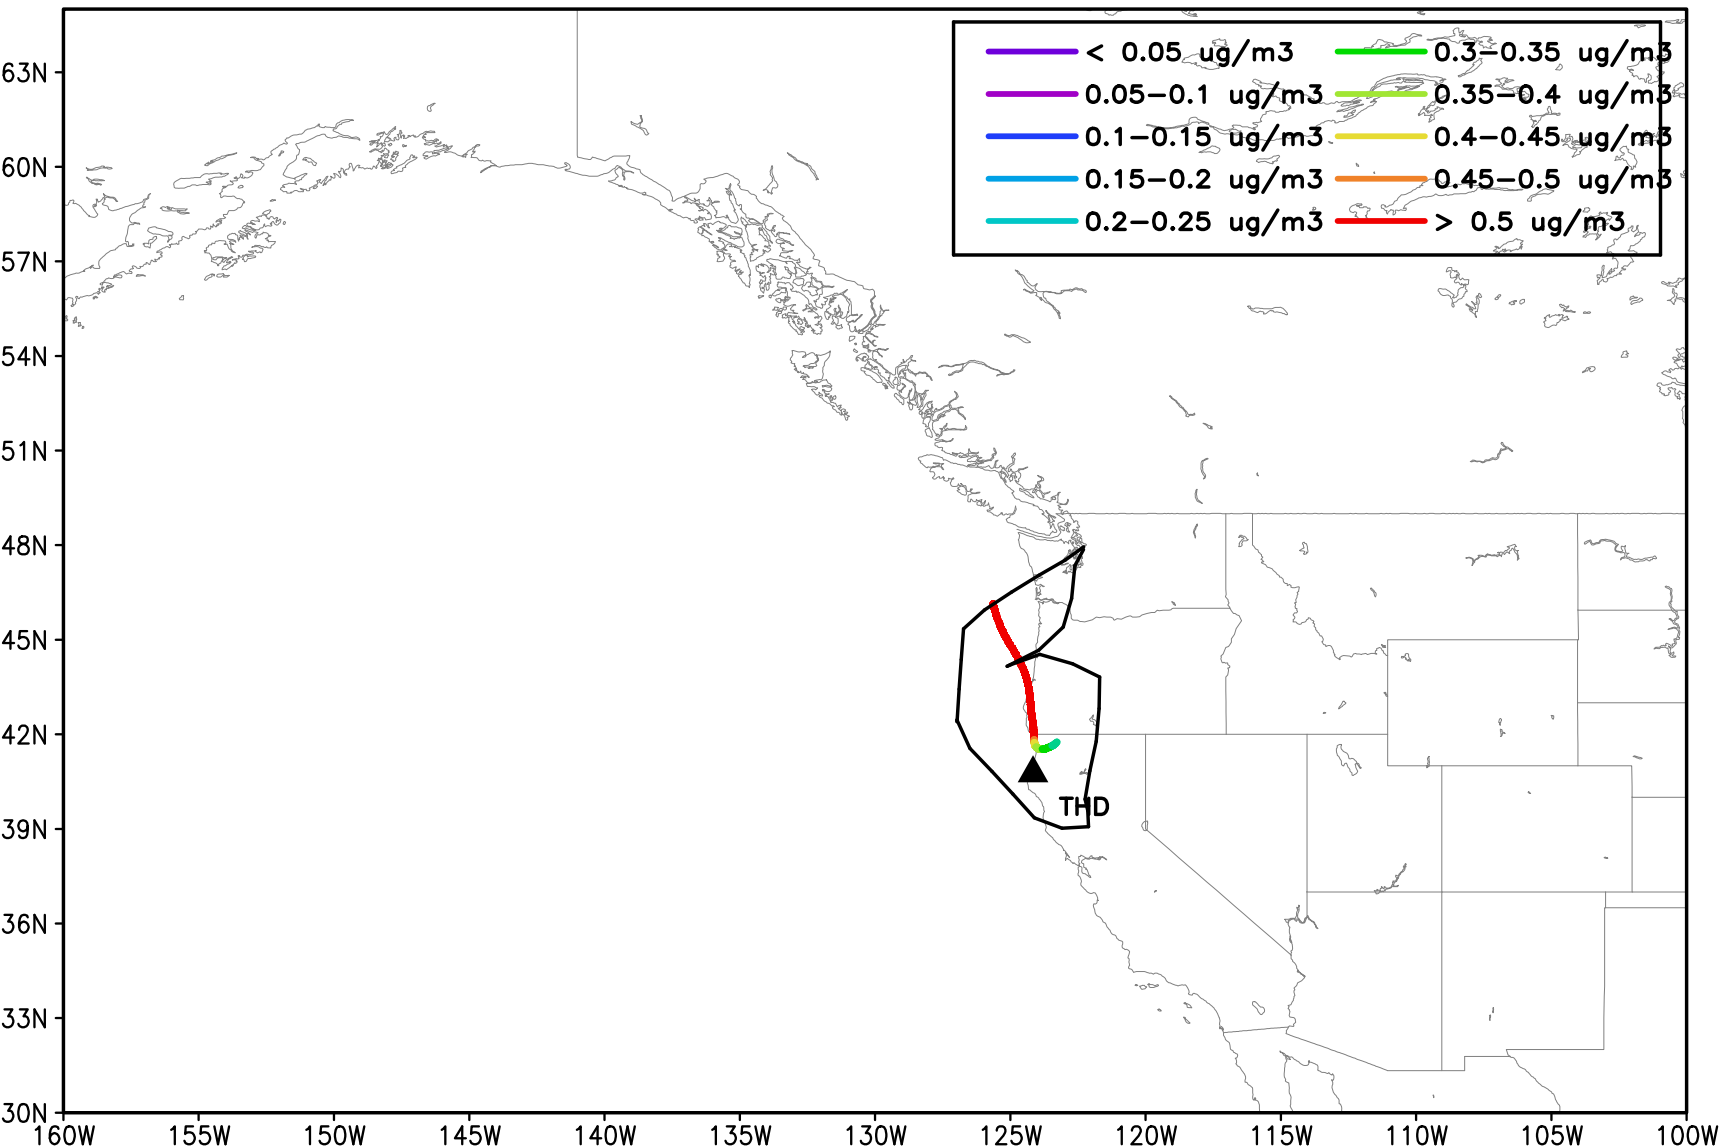 < 0.05 ug/m3
0.05-0.1 ug/m3
0.1-0.15 ug/m3
0.15-0.2 ug/m3
0.2-0.25 ug/m3
0.3-0.35 ug/m3
0.35-0.4 ug/m3
0.4-0.45 ug/m3
0.45-0.5 ug/m3
> 0.5 ug/m3
63N
60N
57N
54N
51N
48N
45N
42N
39N
36N
33N
30N
THD
160W 155W 150W 145W 140W 135W 130W 125W 120W 115W 110W 105W 100W